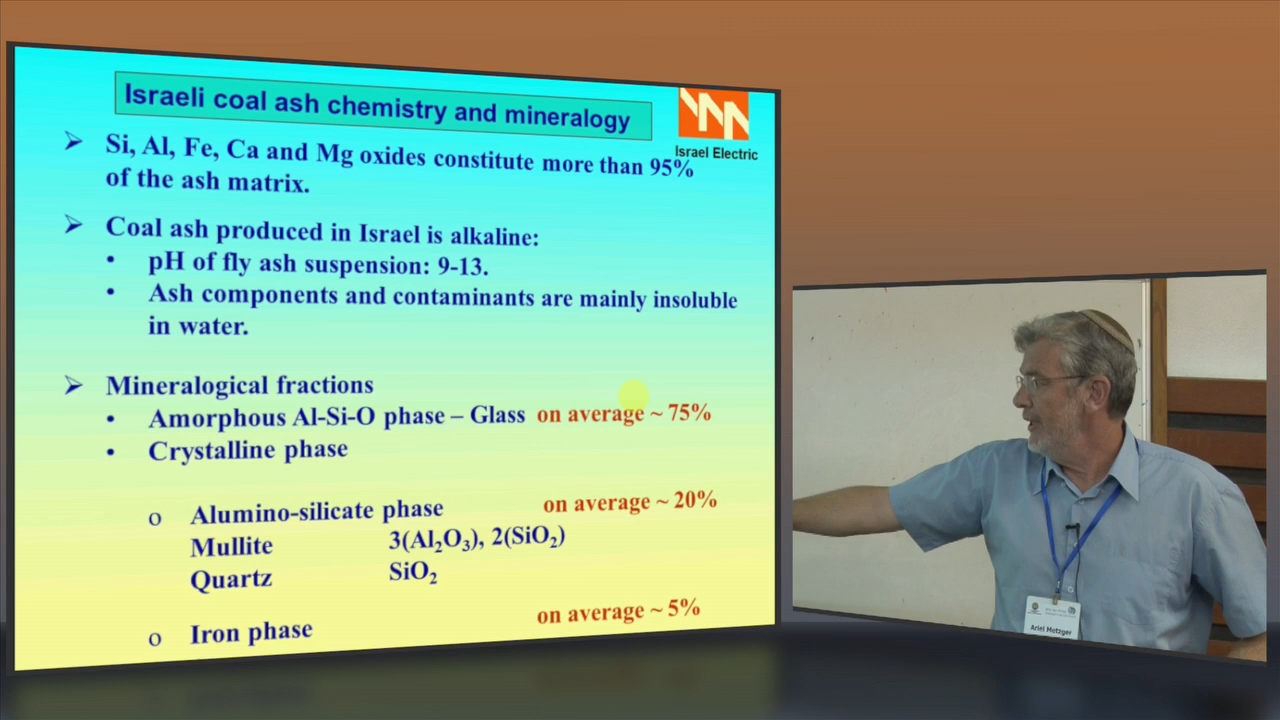 Israeli coal ash chemistry and mineralogy
Israel Electric
➢ Si, Al, Fe, Ca and Mg oxides constitute more than 95%
of the ash matrix.
➢ Coal ash produced in Israel is alkaline:
• pH of fly ash suspension: 9-13.
• Ash components and contaminants are mainly insoluble
in water.
➢ Mineralogical fractions
• Amorphous Al-Si-O phase – Glass on average ~ 75%
• Crystalline phase
o Alumino-silicate phase on average ~ 20%
Mullite 3(Al₂O₃), 2(SiO₂)
Quartz SiO₂
o Iron phase on average ~ 5%
Ariel Metzger